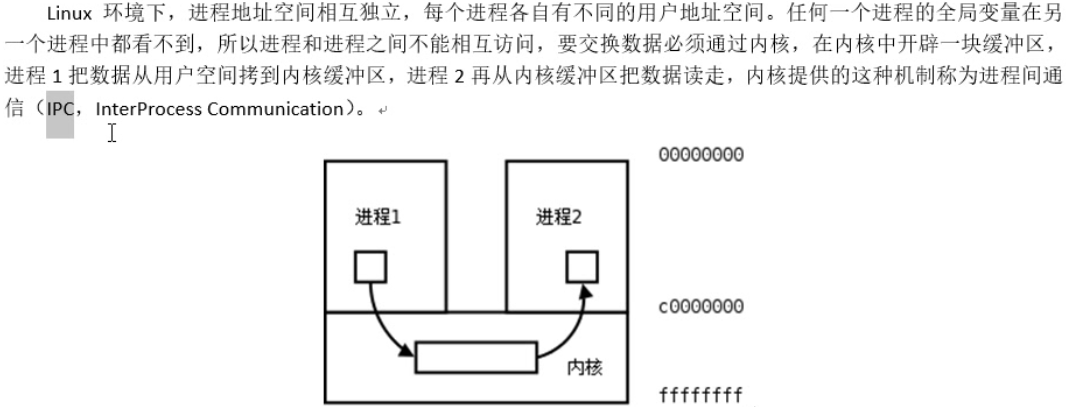 Linux 环境下，进程地址空间相互独立，每个进程各自有不同的用户地址空间。任何一个进程的全局变量在另
一个进程中都看不到，所以进程和进程之间不能相互访问，要交换数据必须通过内核，在内核中开辟一块缓冲区，
进程 1 把数据从用户空间拷到内核缓冲区，进程 2 再从内核缓冲区把数据读走，内核提供的这种机制称为进程间通
信（IPC，InterProcess Communication）。
00000000
进程1
进程2
c0000000
内核
ffffffff